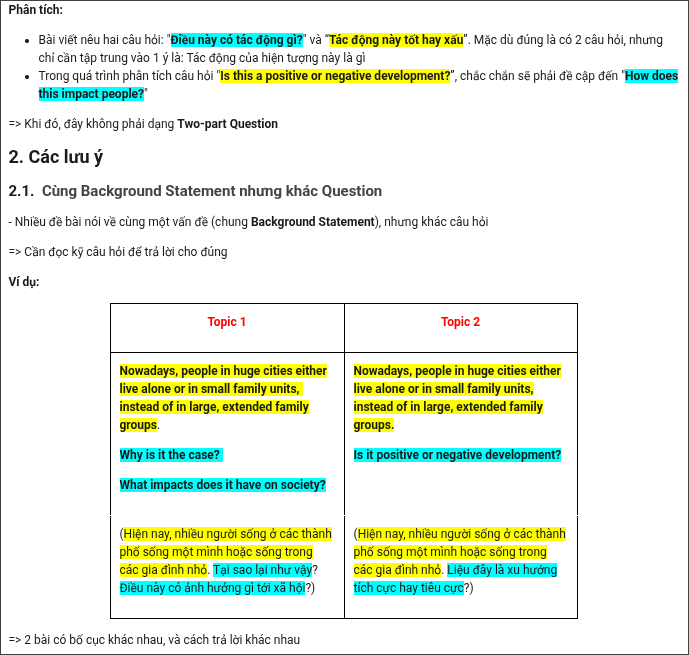 Phân tích:
• Bài viết nêu hai câu hỏi: "Điều này có tác động gì?" và “Tác động này tốt hay xấu”. Mặc dù đúng là có 2 câu hỏi, nhưng
chỉ cần tập trung vào 1 ý là: Tác động của hiện tượng này là gì
• Trong quá trình phân tích câu hỏi "Is this a positive or negative development?”, chắc chắn sẽ phải đề cập đến "How does
this impact people?"
=> Khi đó, đây không phải dạng Two-part Question
2. Các lưu ý
2.1. Cùng Background Statement nhưng khác Question
- Nhiều đề bài nói về cùng một vấn đề (chung Background Statement), nhưng khác câu hỏi
=> Cần đọc kỹ câu hỏi để trả lời cho đúng
Ví dụ:
Topic 1
Topic 2
Nowadays, people in huge cities either
live alone or in small family units,
instead of in large, extended family
groups.
Why is it the case?
What impacts does it have on society?
Nowadays, people in huge cities either
live alone or in small family units,
instead of in large, extended family
groups.
Is it positive or negative development?
(Hiện nay, nhiều người sống ở các thành
phố sống một mình hoặc sống trong
các gia đình nhỏ. Tại sao lại như vậy?
Điều này có ảnh hưởng gì tới xã hội?)
(Hiện nay, nhiều người sống ở các thành
phố sống một mình hoặc sống trong
các gia đình nhỏ. Liệu đây là xu hướng
tích cực hay tiêu cực?)
=> 2 bài có bố cục khác nhau, và cách trả lời khác nhau